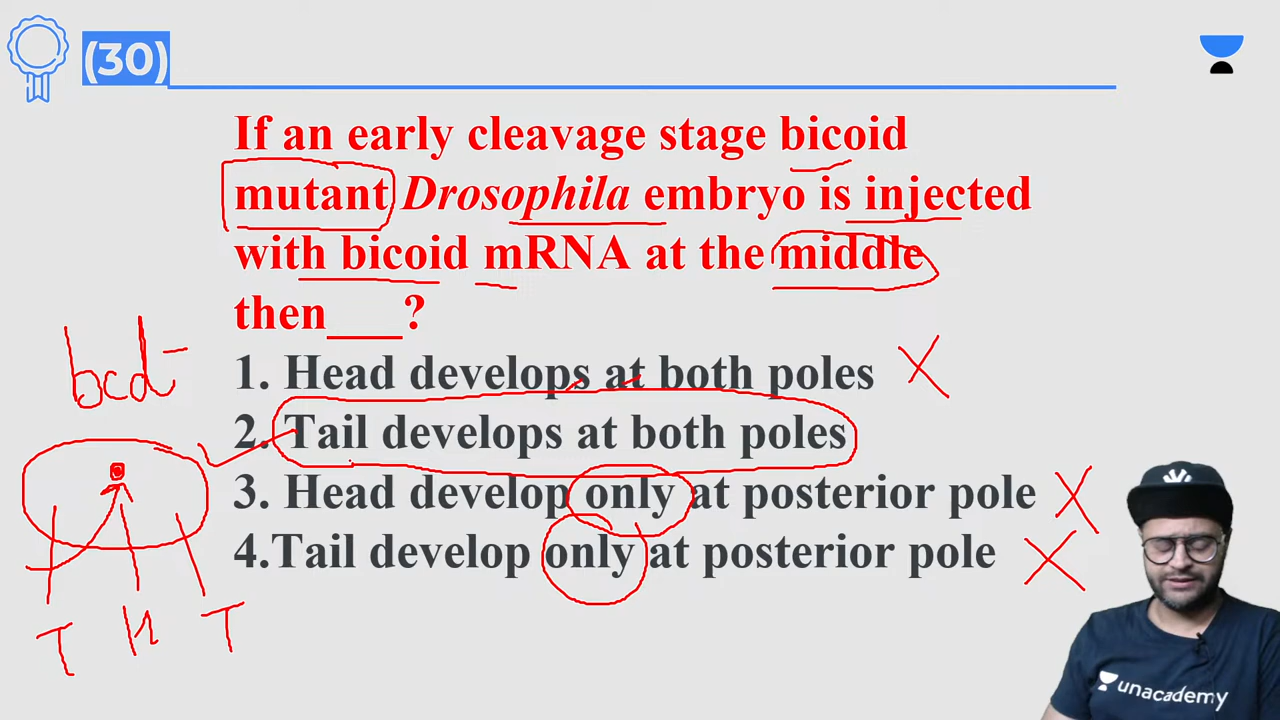 (30)
If an early cleavage stage bicoid
mutant Drosophila embryo is injected
with bicoid mRNA at the middle
then___?
bcd-
1. Head develops at both poles
2. Tail develops at both poles
3. Head develop only at posterior pole
4.Tail develop only at posterior pole
T H T
unacademy